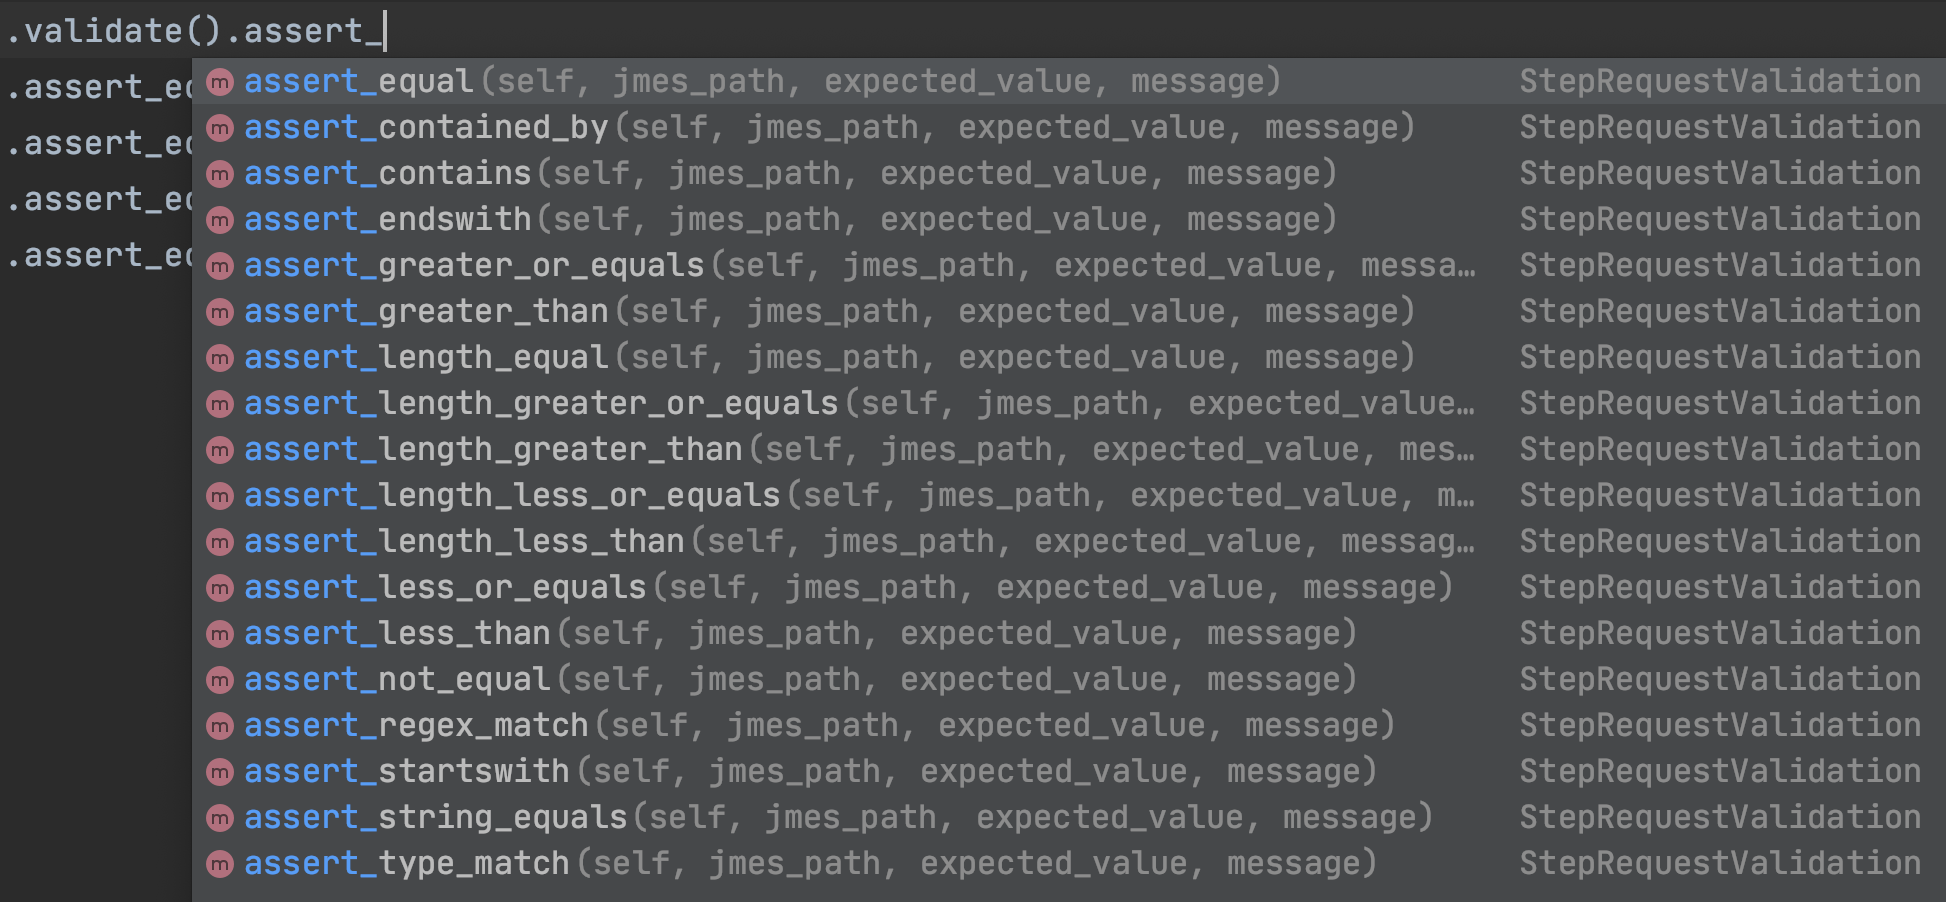 .validate().assert_
.assert_eq
.assert_eq
.assert_eq
.assert_eq
m assert_equal(self, jmes_path, expected_value, message) StepRequestValidation
m assert_contained_by(self, jmes_path, expected_value, message) StepRequestValidation
m assert_contains(self, jmes_path, expected_value, message) StepRequestValidation
m assert_endswith(self, jmes_path, expected_value, message) StepRequestValidation
m assert_greater_or_equals(self, jmes_path, expected_value, messa… StepRequestValidation
m assert_greater_than(self, jmes_path, expected_value, message) StepRequestValidation
m assert_length_equal(self, jmes_path, expected_value, message) StepRequestValidation
m assert_length_greater_or_equals(self, jmes_path, expected_value… StepRequestValidation
m assert_length_greater_than(self, jmes_path, expected_value, mes… StepRequestValidation
m assert_length_less_or_equals(self, jmes_path, expected_value, m… StepRequestValidation
m assert_length_less_than(self, jmes_path, expected_value, messag… StepRequestValidation
m assert_less_or_equals(self, jmes_path, expected_value, message) StepRequestValidation
m assert_less_than(self, jmes_path, expected_value, message) StepRequestValidation
m assert_not_equal(self, jmes_path, expected_value, message) StepRequestValidation
m assert_regex_match(self, jmes_path, expected_value, message) StepRequestValidation
m assert_startswith(self, jmes_path, expected_value, message) StepRequestValidation
m assert_string_equals(self, jmes_path, expected_value, message) StepRequestValidation
m assert_type_match(self, jmes_path, expected_value, message) StepRequestValidation